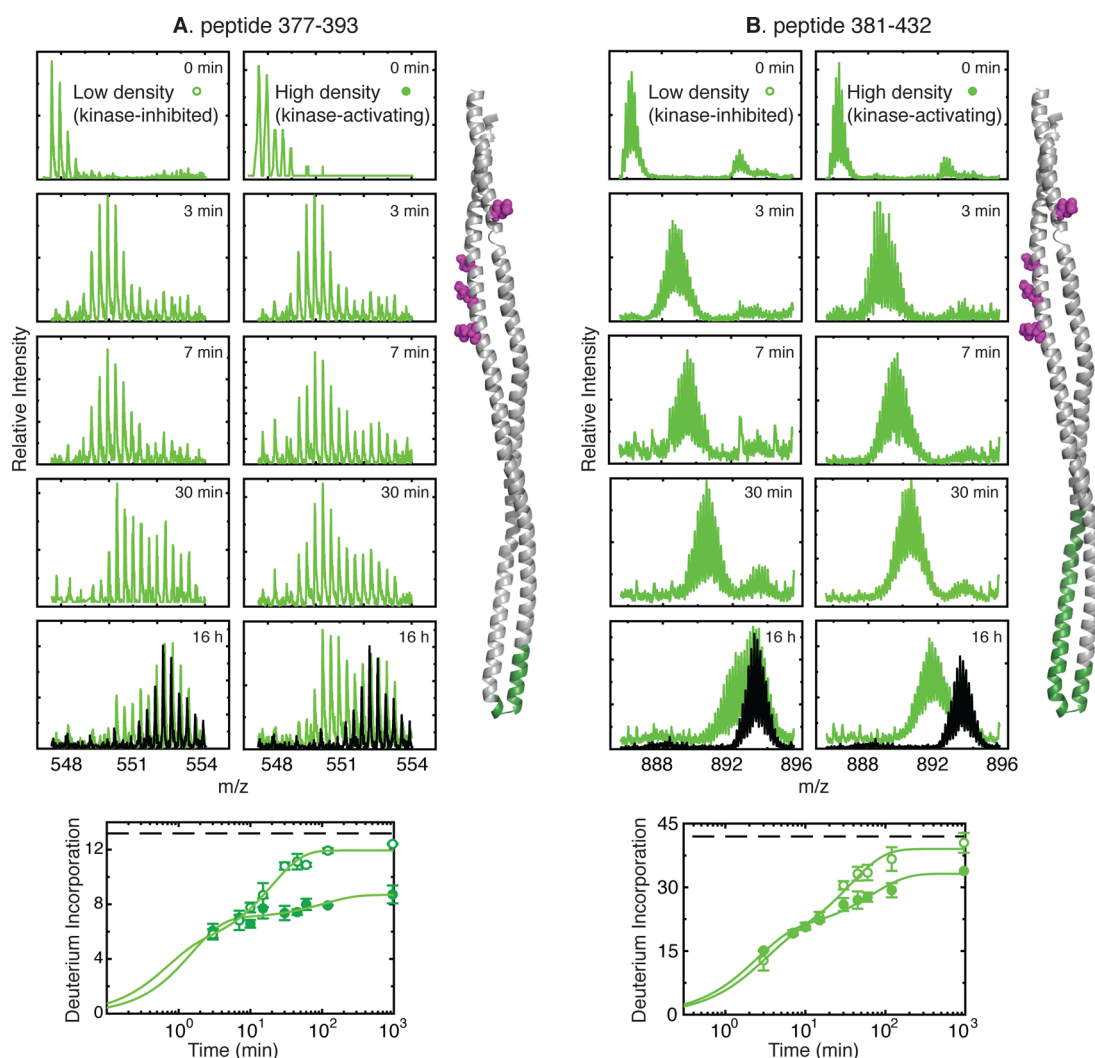 A. peptide 377-393
B. peptide 381-432
0 min
Low density
(kinase-inhibited)
0 min
High density
(kinase-activating)
0 min
Low density
(kinase-inhibited)
0 min
High density
(kinase-activating)
3 min
3 min
3 min
3 min
Relative Intensity
Relative Intensity
7 min
7 min
7 min
7 min
30 min
30 min
30 min
30 min
16 h
16 h
16 h
16 h
548 551 554
548 551 554
888 892 896
888 892 896
m/z
m/z
m/z
m/z
Deuterium Incorporation
12
8
4
0
10^0 10^1 10^2 10^3
Time (min)
Deuterium Incorporation
45
30
15
0
10^0 10^1 10^2 10^3
Time (min)